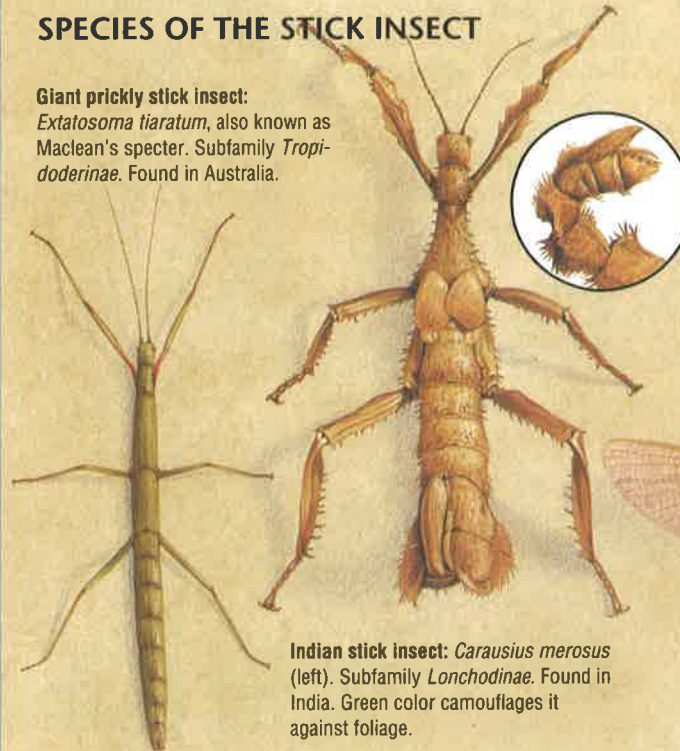 SPECIES OF THE STICK INSECT
Giant prickly stick insect:
Extatosoma tiaratum, also known as
Maclean's specter. Subfamily Tropi-
doderinae. Found in Australia.
Indian stick insect: Carausius merosus
(left). Subfamily Lonchodinae. Found in
India. Green color camouflages it
against foliage.